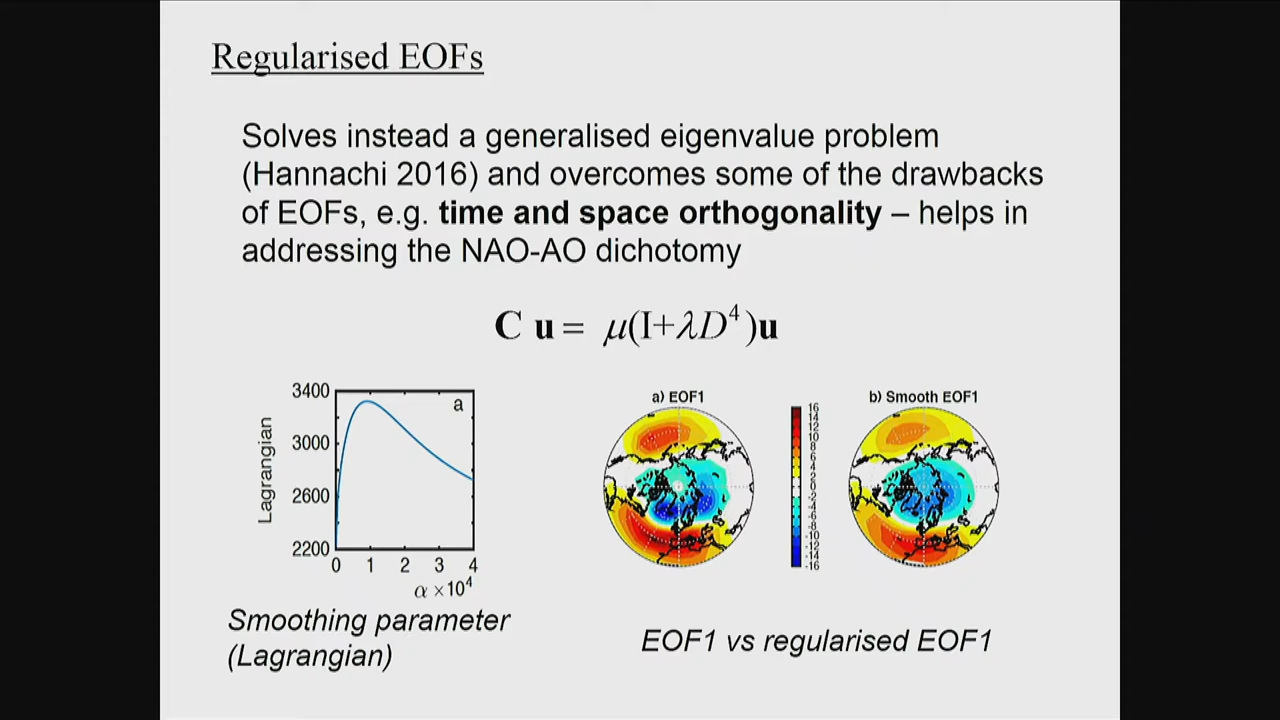 Regularised EOFs
Solves instead a generalised eigenvalue problem
(Hannachi 2016) and overcomes some of the drawbacks
of EOFs, e.g. time and space orthogonality – helps in
addressing the NAO-AO dichotomy
C u = μ(I+λD⁴)u
3400
3000
2600
2200
Lagrangian
a
0 1 2 3 4
α ×10⁴
Smoothing parameter
(Lagrangian)
a) EOF1
16
14
12
10
8
6
4
2
0
-2
-4
-6
-8
-10
-12
-14
-16
b) Smooth EOF1
EOF1 vs regularised EOF1